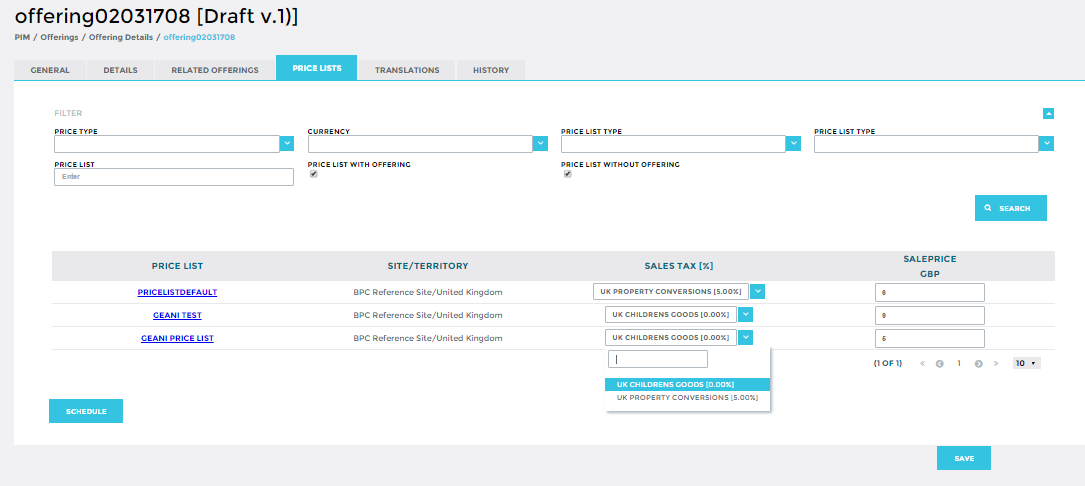 offering02031708 [Draft v.1)]
PIM / Offerings / Offering Details / offering02031708
GENERAL DETAILS RELATED OFFERINGS PRICE LISTS TRANSLATIONS HISTORY
FILTER
PRICE TYPE CURRENCY PRICE LIST TYPE PRICE LIST TYPE
PRICE LIST PRICE LIST WITH OFFERING PRICE LIST WITHOUT OFFERING
Enter
SEARCH
PRICE LIST SITE/TERRITORY SALES TAX [%] SALEPRICE
GBP
PRICELISTDEFAULT BPC Reference Site/United Kingdom UK PROPERTY CONVERSIONS [5.00%] 6
GEANI TEST BPC Reference Site/United Kingdom UK CHILDRENS GOODS [0.00%] 9
GEANI PRICE LIST BPC Reference Site/United Kingdom UK CHILDRENS GOODS [0.00%] 5
(1 OF 1) « 1 » 10
UK CHILDRENS GOODS [0.00%]
UK PROPERTY CONVERSIONS [5.00%]
SCHEDULE
SAVE